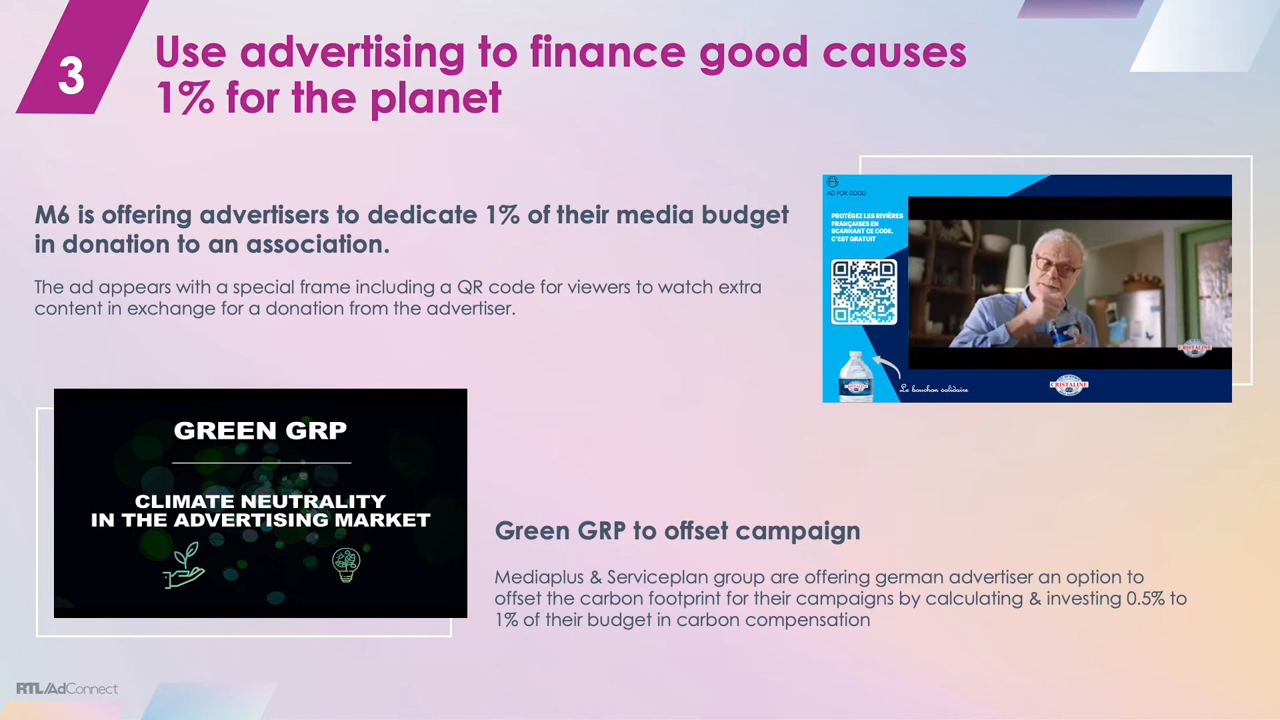 3
Use advertising to finance good causes
1% for the planet
M6 is offering advertisers to dedicate 1% of their media budget
in donation to an association.
The ad appears with a special frame including a QR code for viewers to watch extra
content in exchange for a donation from the advertiser.
AD FOR GOOD
PROTÉGEZ LES RIVIÈRES
FRANÇAISES EN
SCANNANT CE CODE.
C'EST GRATUIT
CRISTALINE
CRISTALINE
Le bouchon solidaire
CRISTALINE
GREEN GRP
CLIMATE NEUTRALITY
IN THE ADVERTISING MARKET
Green GRP to offset campaign
Mediaplus & Serviceplan group are offering german advertiser an option to
offset the carbon footprint for their campaigns by calculating & investing 0.5% to
1% of their budget in carbon compensation
RTL/AdConnect